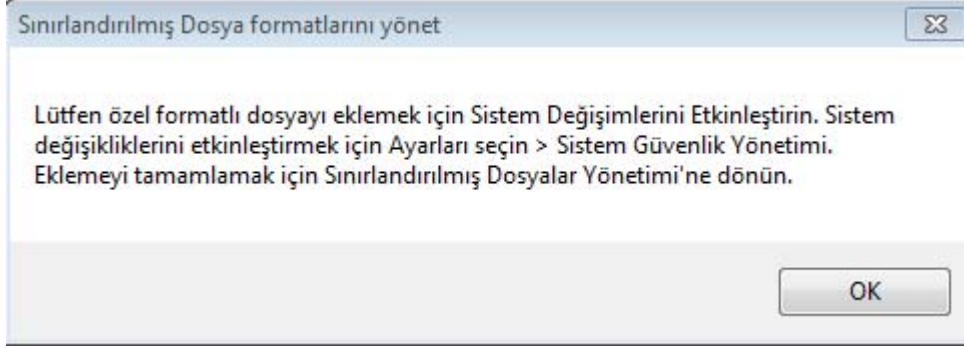 Sınırlandırılmış Dosya formatlarını yönet
Lütfen özel formatlı dosyayı eklemek için Sistem Değişimlerini Etkinleştirin. Sistem
değişikliklerini etkinleştirmek için Ayarları seçin > Sistem Güvenlik Yönetimi.
Eklemeyi tamamlamak için Sınırlandırılmış Dosyalar Yönetimi'ne dönün.
OK